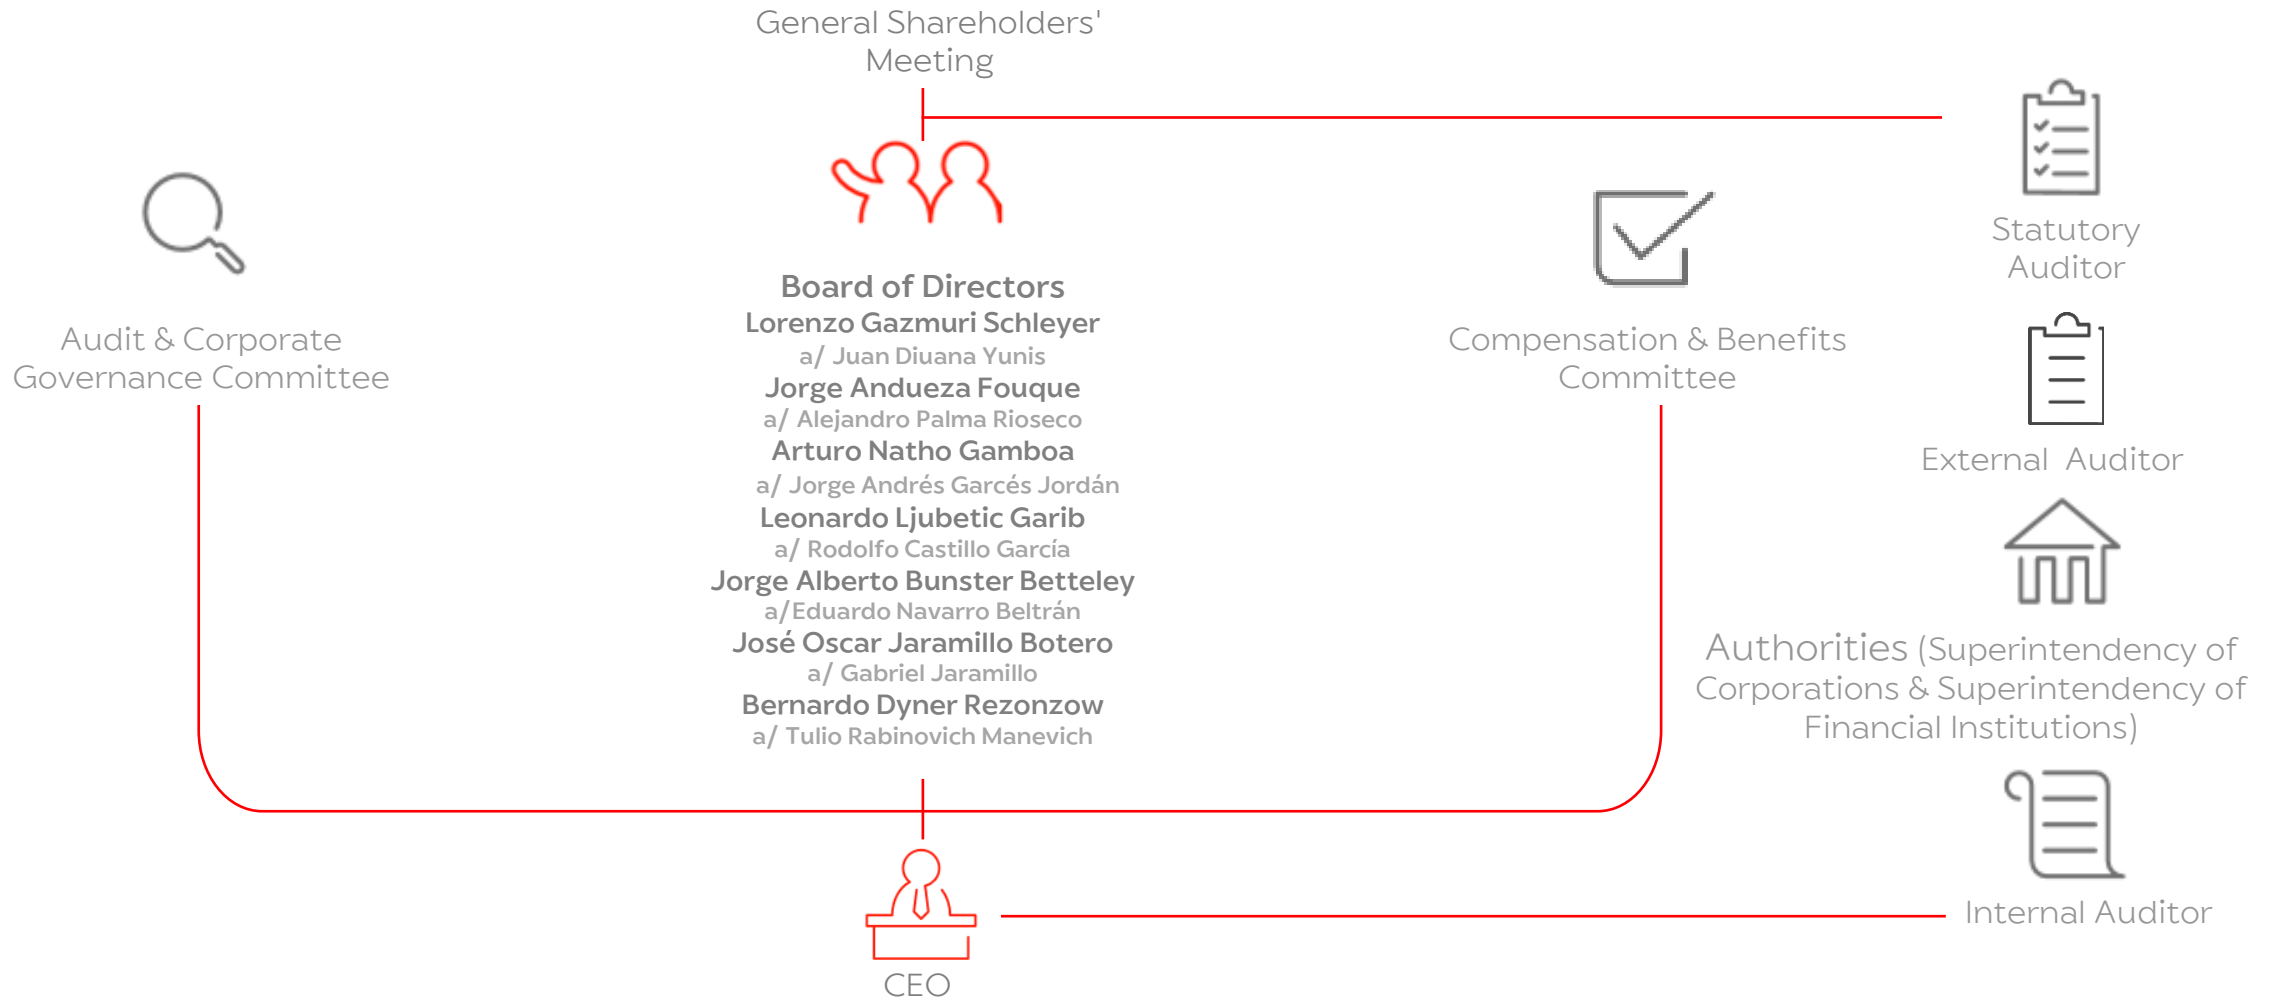 General Shareholders'
Meeting
Statutory
Auditor
Audit & Corporate
Governance Committee
Board of Directors
Lorenzo Gazmuri Schleyer
a/ Juan Diuana Yunis
Jorge Andueza Fouque
a/ Alejandro Palma Rioseco
Arturo Natho Gamboa
a/ Jorge Andrés Garcés Jordán
Leonardo Ljubetic Garib
a/ Rodolfo Castillo García
Jorge Alberto Bunster Betteley
a/Eduardo Navarro Beltrán
José Oscar Jaramillo Botero
a/ Gabriel Jaramillo
Bernardo Dyner Rezonzow
a/ Tulio Rabinovich Manevich
Compensation & Benefits
Committee
External Auditor
Authorities (Superintendency of
Corporations & Superintendency of
Financial Institutions)
Internal Auditor
CEO